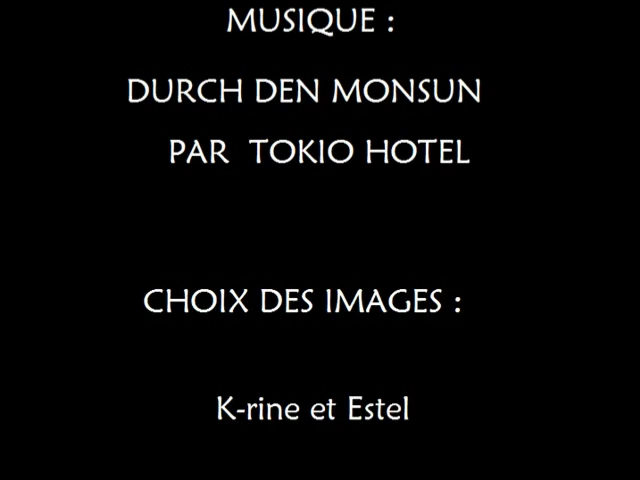 MUSIQUE :
DURCH DEN MONSUN
PAR TOKIO HOTEL
CHOIX DES IMAGES :
K-rine et Estel